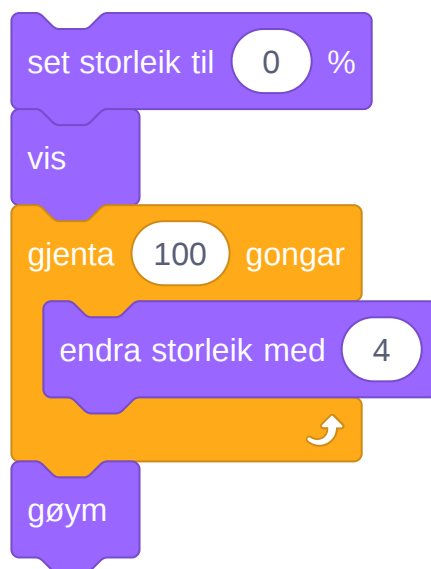 set storleik til 0 %
vis
gjenta 100 gongar
endra storleik med 4
gøym